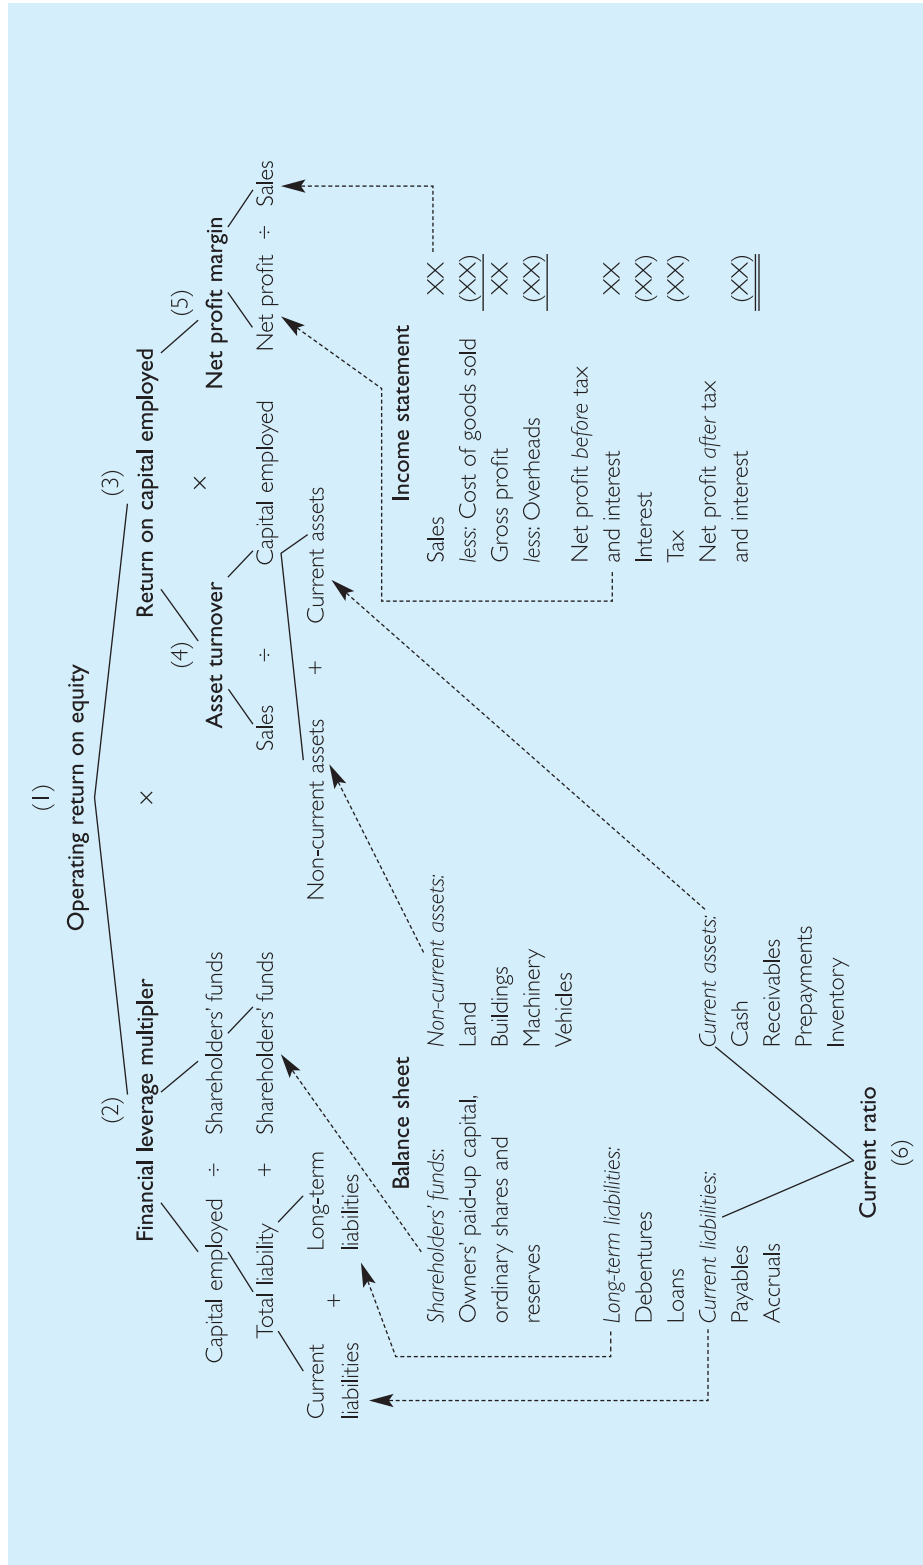 (1)
Operating return on equity
(2)
Financial leverage multipler
×
(3)
Return on capital employed
Capital employed ÷ Shareholders' funds
(4)
Asset turnover
×
(5)
Net profit margin
Total liability + Shareholders' funds
Sales ÷ Capital employed
Net profit ÷ Sales
Current
liabilities
+
Long-term
liabilities
Non-current assets + Current assets
Balance sheet
Shareholders' funds:
Owners' paid-up capital,
ordinary shares and
reserves
Non-current assets:
Land
Buildings
Machinery
Vehicles
Long-term liabilities:
Debentures
Loans
Current liabilities:
Payables
Accruals
Current assets:
Cash
Receivables
Prepayments
Inventory
Current ratio
(6)
Income statement
Sales XX
less: Cost of goods sold (XX)
Gross profit XX
less: Overheads (XX)
Net profit before tax
and interest XX
Interest (XX)
Tax (XX)
Net profit after tax
and interest (XX)